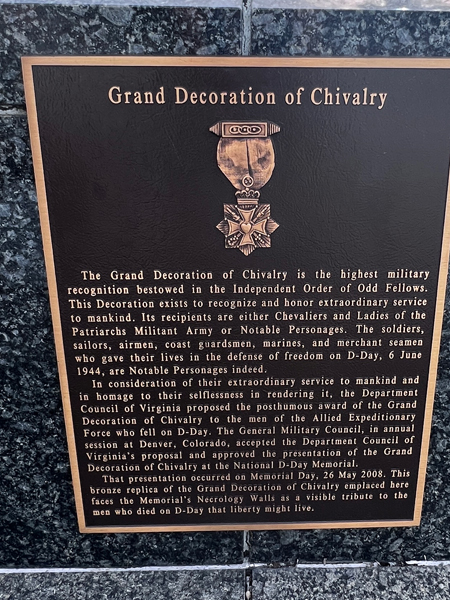 Grand Decoration of Chivalry
The Grand Decoration of Chivalry is the highest military
recognition bestowed in the Independent Order of Odd Fellows.
This Decoration exists to recognize and honor extraordinary service
to mankind. Its recipients are either Chevaliers and Ladies of the
Patriarchs Militant Army or Notable Personages. The soldiers,
sailors, airmen, coast guardsmen, marines, and merchant seamen
who gave their lives in the defense of freedom on D-Day, 6 June
1944, are Notable Personages indeed.
In consideration of their extraordinary service to mankind and
in homage to their selflessness in rendering it, the Department
Council of Virginia proposed the posthumous award of the Grand
Decoration of Chivalry to the men of the Allied Expeditionary
Force who fell on D-Day. The General Military Council, in annual
session at Denver, Colorado, accepted the Department Council of
Virginia's proposal and approved the presentation of the Grand
Decoration of Chivalry at the National D-Day Memorial.
That presentation occurred on Memorial Day, 26 May 2008. This
bronze replica of the Grand Decoration of Chivalry emplaced here
faces the Memorial's Necrology Walls as a visible tribute to the
men who died on D-Day that liberty might live.